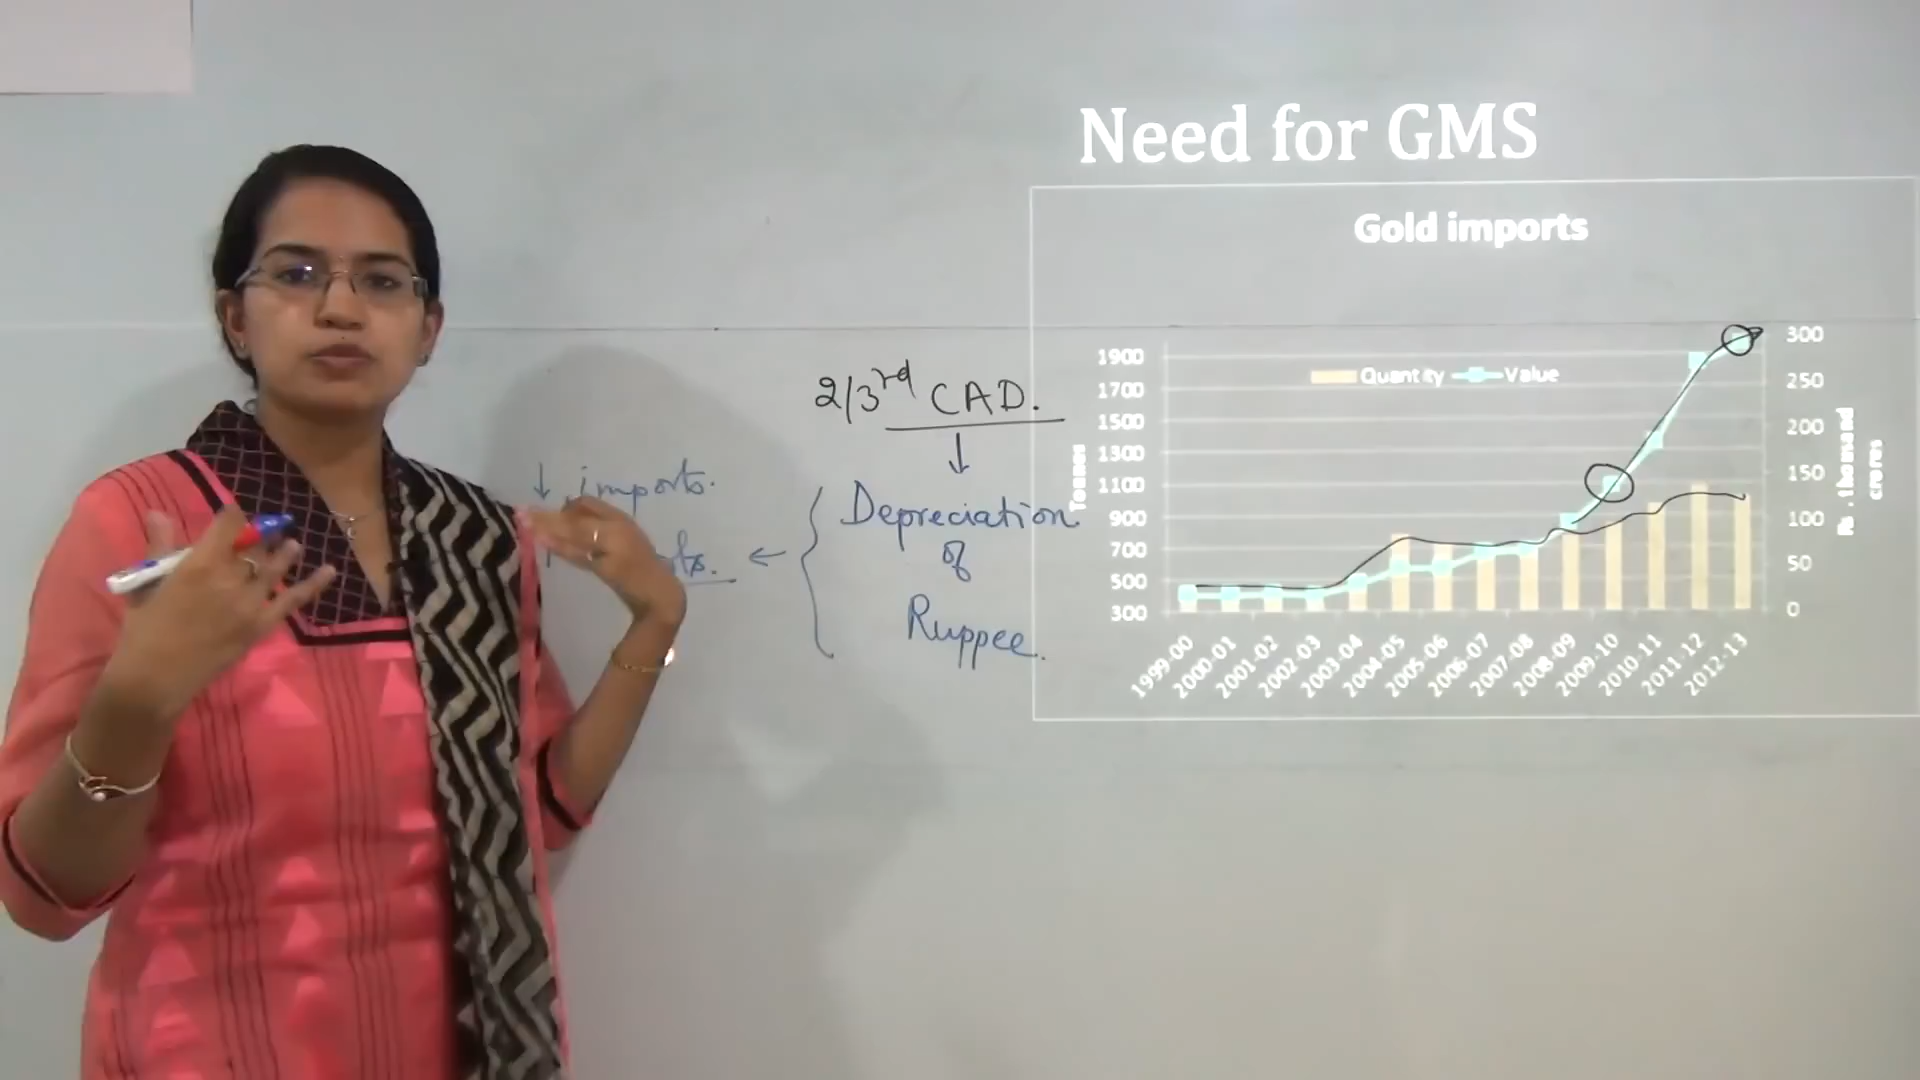 Need for GMS
Gold imports
Quantity
Value
1900
1700
1500
1300
1100
900
700
500
300
Tonnes
300
250
200
150
100
50
0
Rs. thousand
crores
1999-00
2000-01
2001-02
2002-03
2003-04
2004-05
2005-06
2006-07
2007-08
2008-09
2009-10
2010-11
2011-12
2012-13
2/3rd CAD.
↓
Depreciation
of
Ruppee.
←
↓ imports.